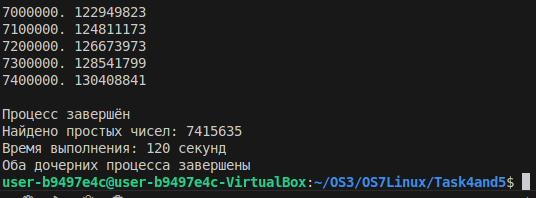 7000000. 122949823
7100000. 124811173
7200000. 126673973
7300000. 128541799
7400000. 130408841
Процесс завершён
Найдено простых чисел: 7415635
Время выполнения: 120 секунд
Оба дочерних процесса завершены
user-b9497e4c@user-b9497e4c-VirtualBox:~/OS3/OS7Linux/Task4and5$